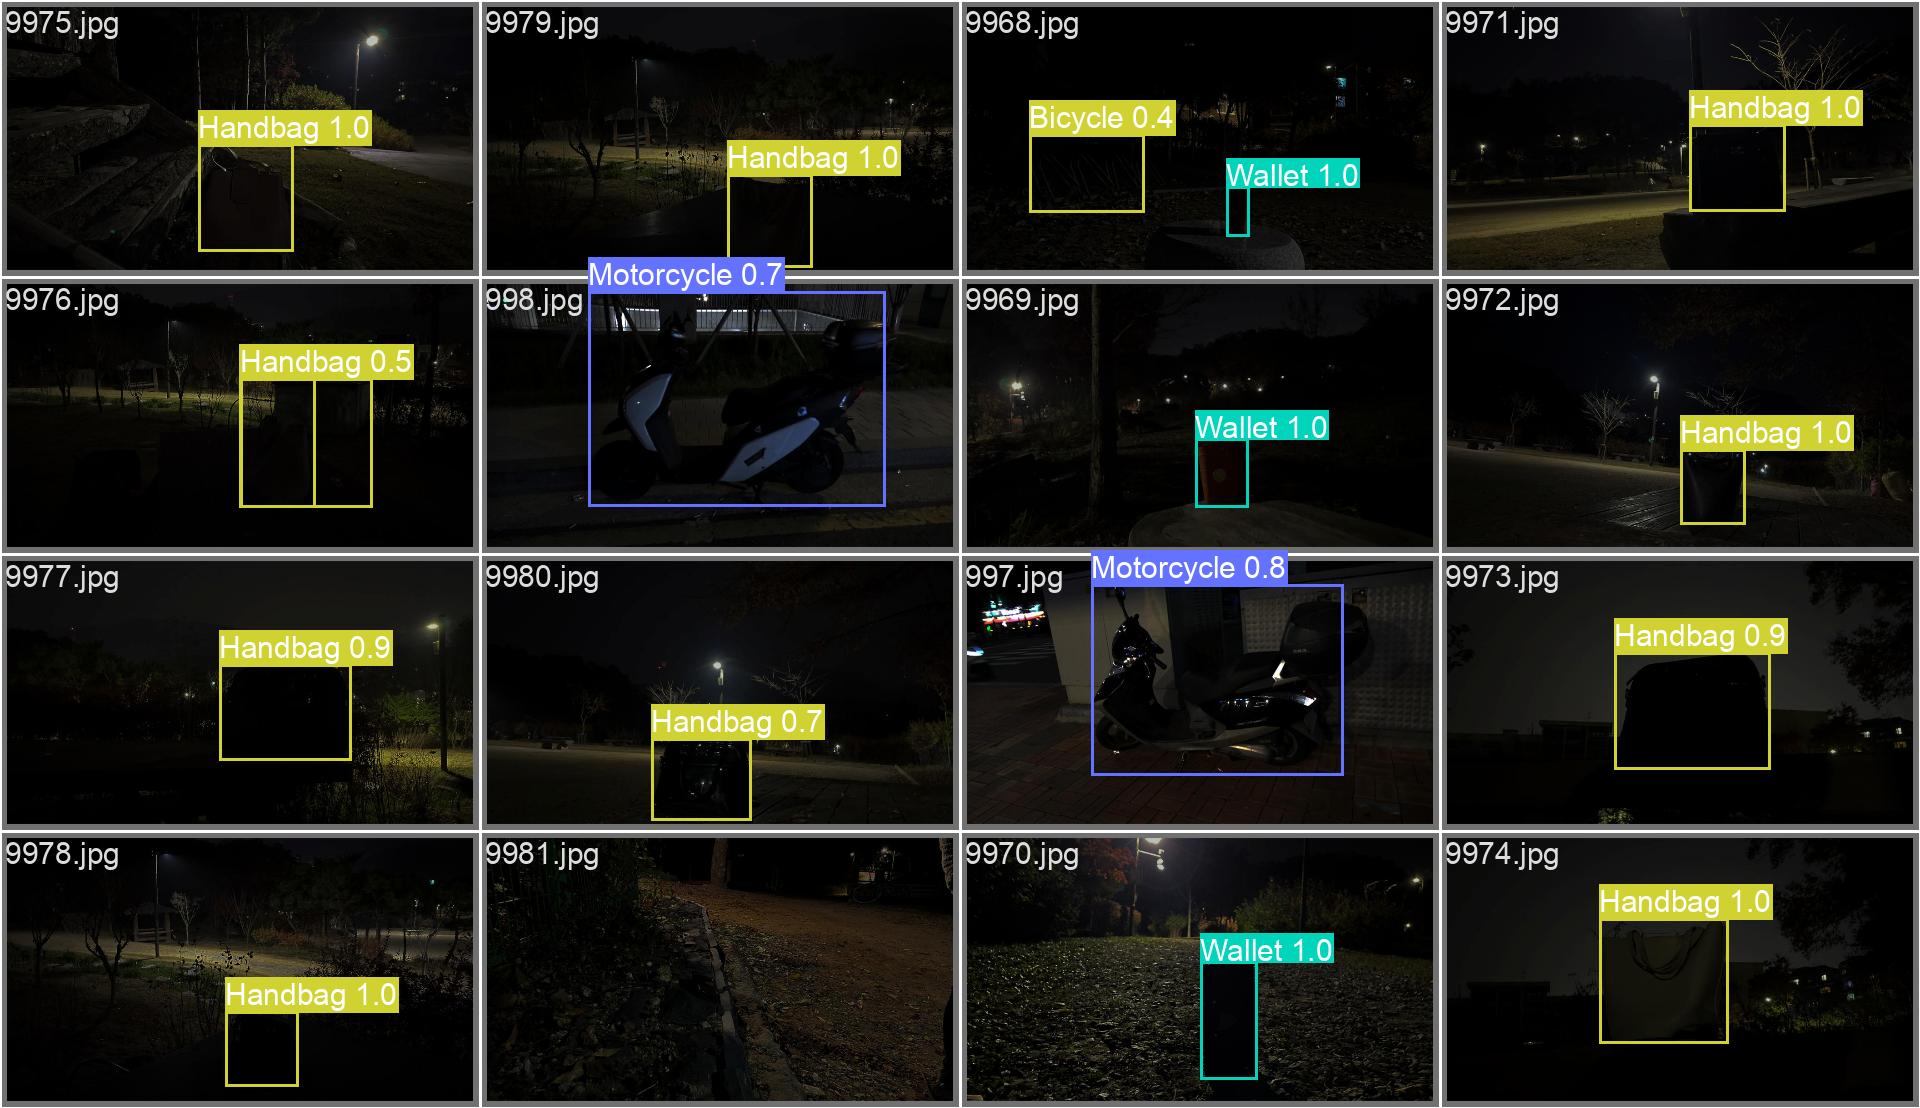 9975.jpg
Handbag 1.0
9979.jpg
Handbag 1.0
9968.jpg
Bicycle 0.4
Wallet 1.0
9971.jpg
Handbag 1.0
9976.jpg
Handbag 0.5
998.jpg
Motorcycle 0.7
9969.jpg
Wallet 1.0
9972.jpg
Handbag 1.0
9977.jpg
Handbag 0.9
9980.jpg
Handbag 0.7
997.jpg
Motorcycle 0.8
9973.jpg
Handbag 0.9
9978.jpg
Handbag 1.0
9981.jpg
9970.jpg
Wallet 1.0
9974.jpg
Handbag 1.0